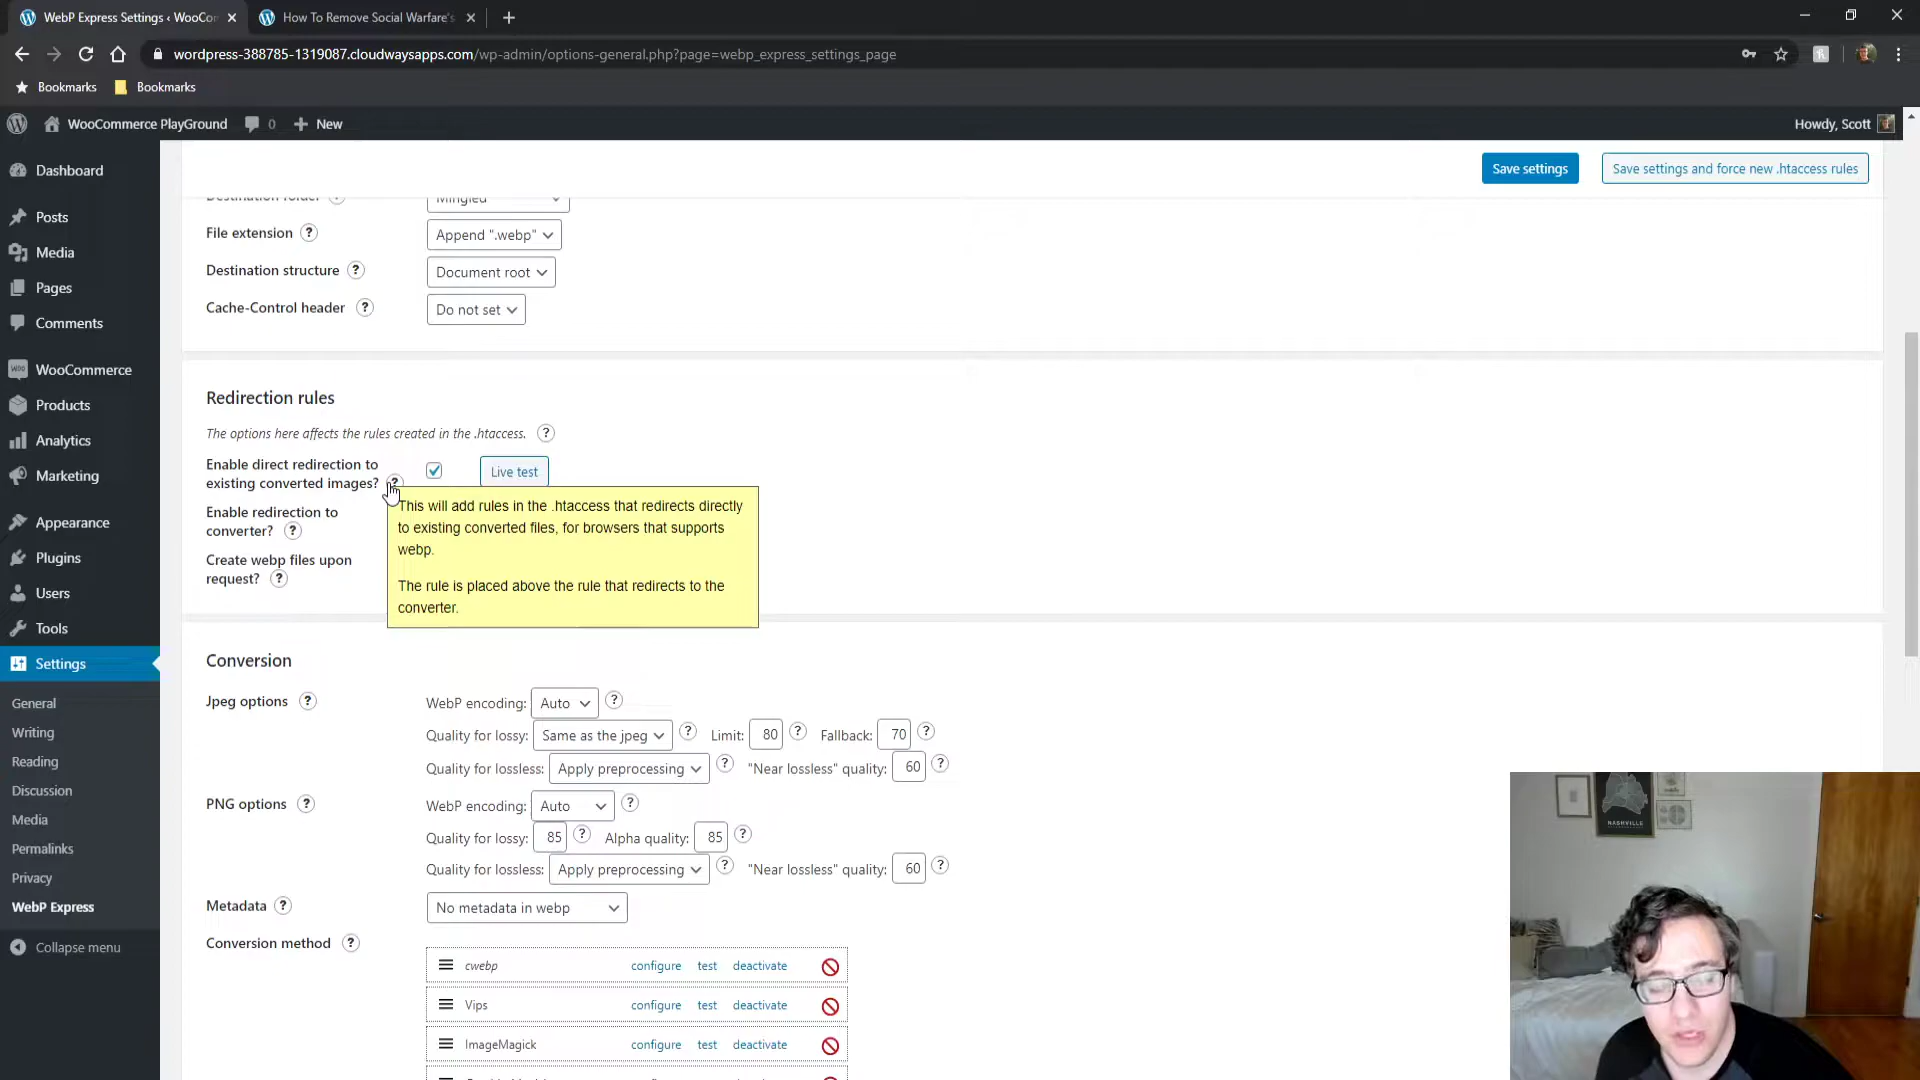 WebP Express Settings ‹ WooCor
How To Remove Social Warfare's
wordpress-388785-1319087.cloudwaysapps.com/wp-admin/options-general.php?page=webp_express_settings_page
Bookmarks
Bookmarks
WooCommerce PlayGround
0
New
Howdy, Scott
Dashboard
Posts
Media
Pages
Comments
WooCommerce
Products
Analytics
Marketing
Appearance
Plugins
Users
Tools
Settings
General
Writing
Reading
Discussion
Media
Permalinks
Privacy
WebP Express
Collapse menu
Save settings
Save settings and force new .htaccess rules
Destination folder
Mingled
File extension ?
Append ".webp"
Destination structure ?
Document root
Cache-Control header ?
Do not set
Redirection rules
The options here affects the rules created in the .htaccess. ?
Enable direct redirection to
existing converted images? ?
Live test
This will add rules in the .htaccess that redirects directly
to existing converted files, for browsers that supports
webp.
The rule is placed above the rule that redirects to the
converter.
Enable redirection to
converter? ?
Create webp files upon
request? ?
Conversion
Jpeg options ?
WebP encoding: Auto ?
Quality for lossy: Same as the jpeg ? Limit: 80 ? Fallback: 70 ?
Quality for lossless: Apply preprocessing ? "Near lossless" quality: 60 ?
PNG options ?
WebP encoding: Auto ?
Quality for lossy: 85 ? Alpha quality: 85 ?
Quality for lossless: Apply preprocessing ? "Near lossless" quality: 60 ?
Metadata ?
No metadata in webp
Conversion method ?
cwebp configure test deactivate
Vips configure test deactivate
ImageMagick configure test deactivate
NASHVILLE